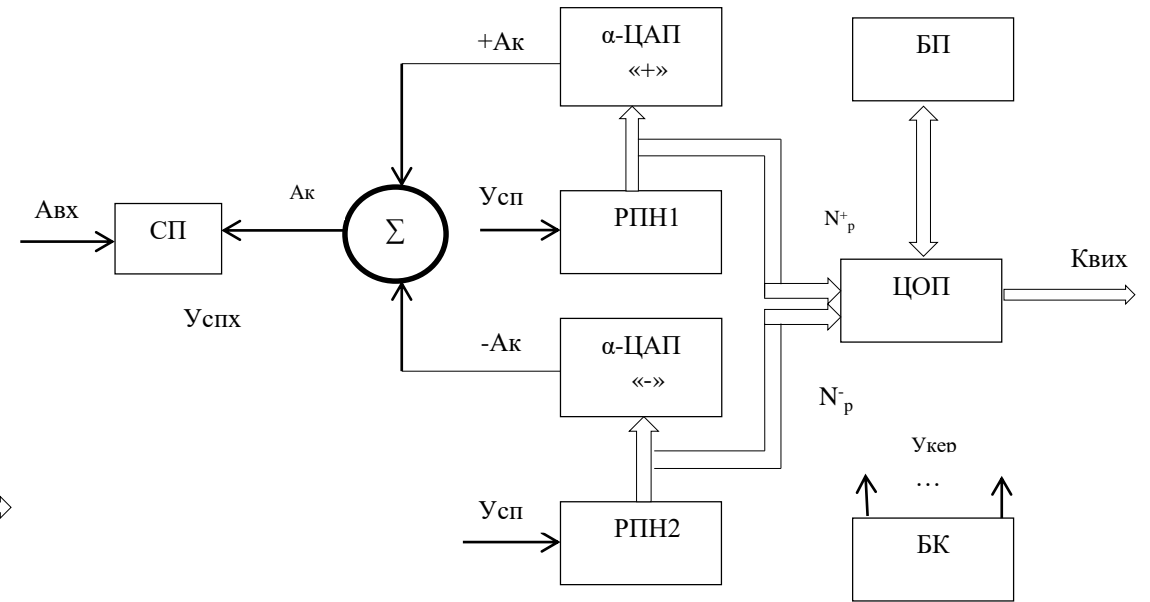 α-ЦАП
«+»
БП
+Ак
Авх
СП
Ак
Σ
Усп
РПН1
N⁺р
ЦОП
Квих
Успх
-Ак
α-ЦАП
«-»
N⁻р
Укер
…
Усп
РПН2
БК